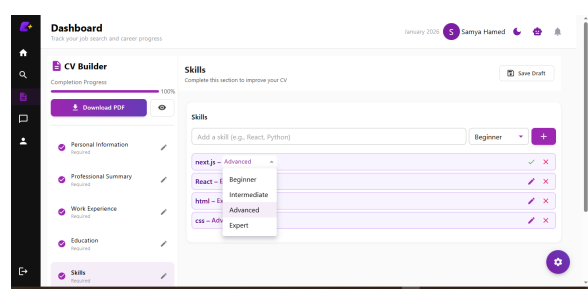 Dashboard
Track your job search and career progress
January 2026
S
Samya Hamed
CV Builder
Completion Progress
100%
Download PDF
Personal Information
Required
Professional Summary
Required
Work Experience
Required
Education
Required
Skills
Required
Skills
Complete this section to improve your CV
Save Draft
Skills
Add a skill (e.g., React, Python)
Beginner
+
next.js – Advanced
React – E
html – Ex
css – Adv
Beginner
Intermediate
Advanced
Expert